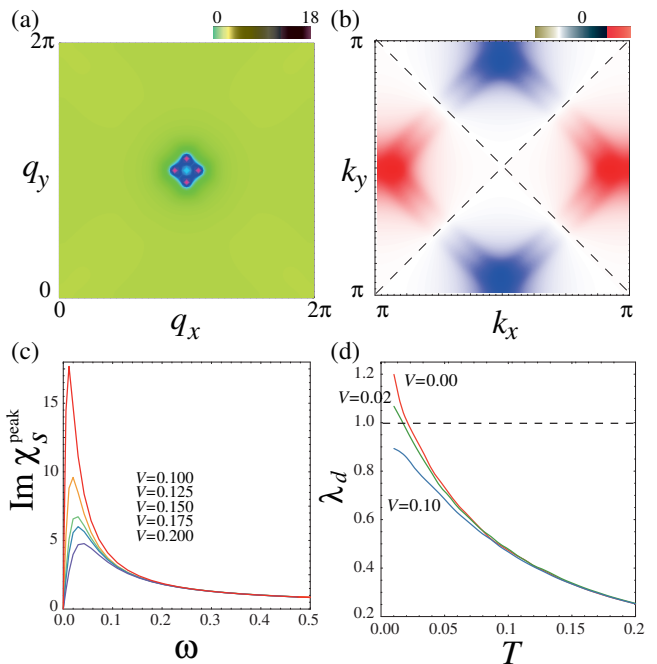 (a)
0
18
2π
q_y
0
0
q_x
2π
(b)
0
π
k_y
π
π
k_x
π
(c)
Im χ_s^peak
15
10
5
0
V=0.100
V=0.125
V=0.150
V=0.175
V=0.200
0.0
0.1
0.2
0.3
0.4
0.5
ω
(d)
λ_d
1.2
1.0
0.8
0.6
0.4
0.2
V=0.00
V=0.02
V=0.10
0.00
0.05
0.10
0.15
0.2
T